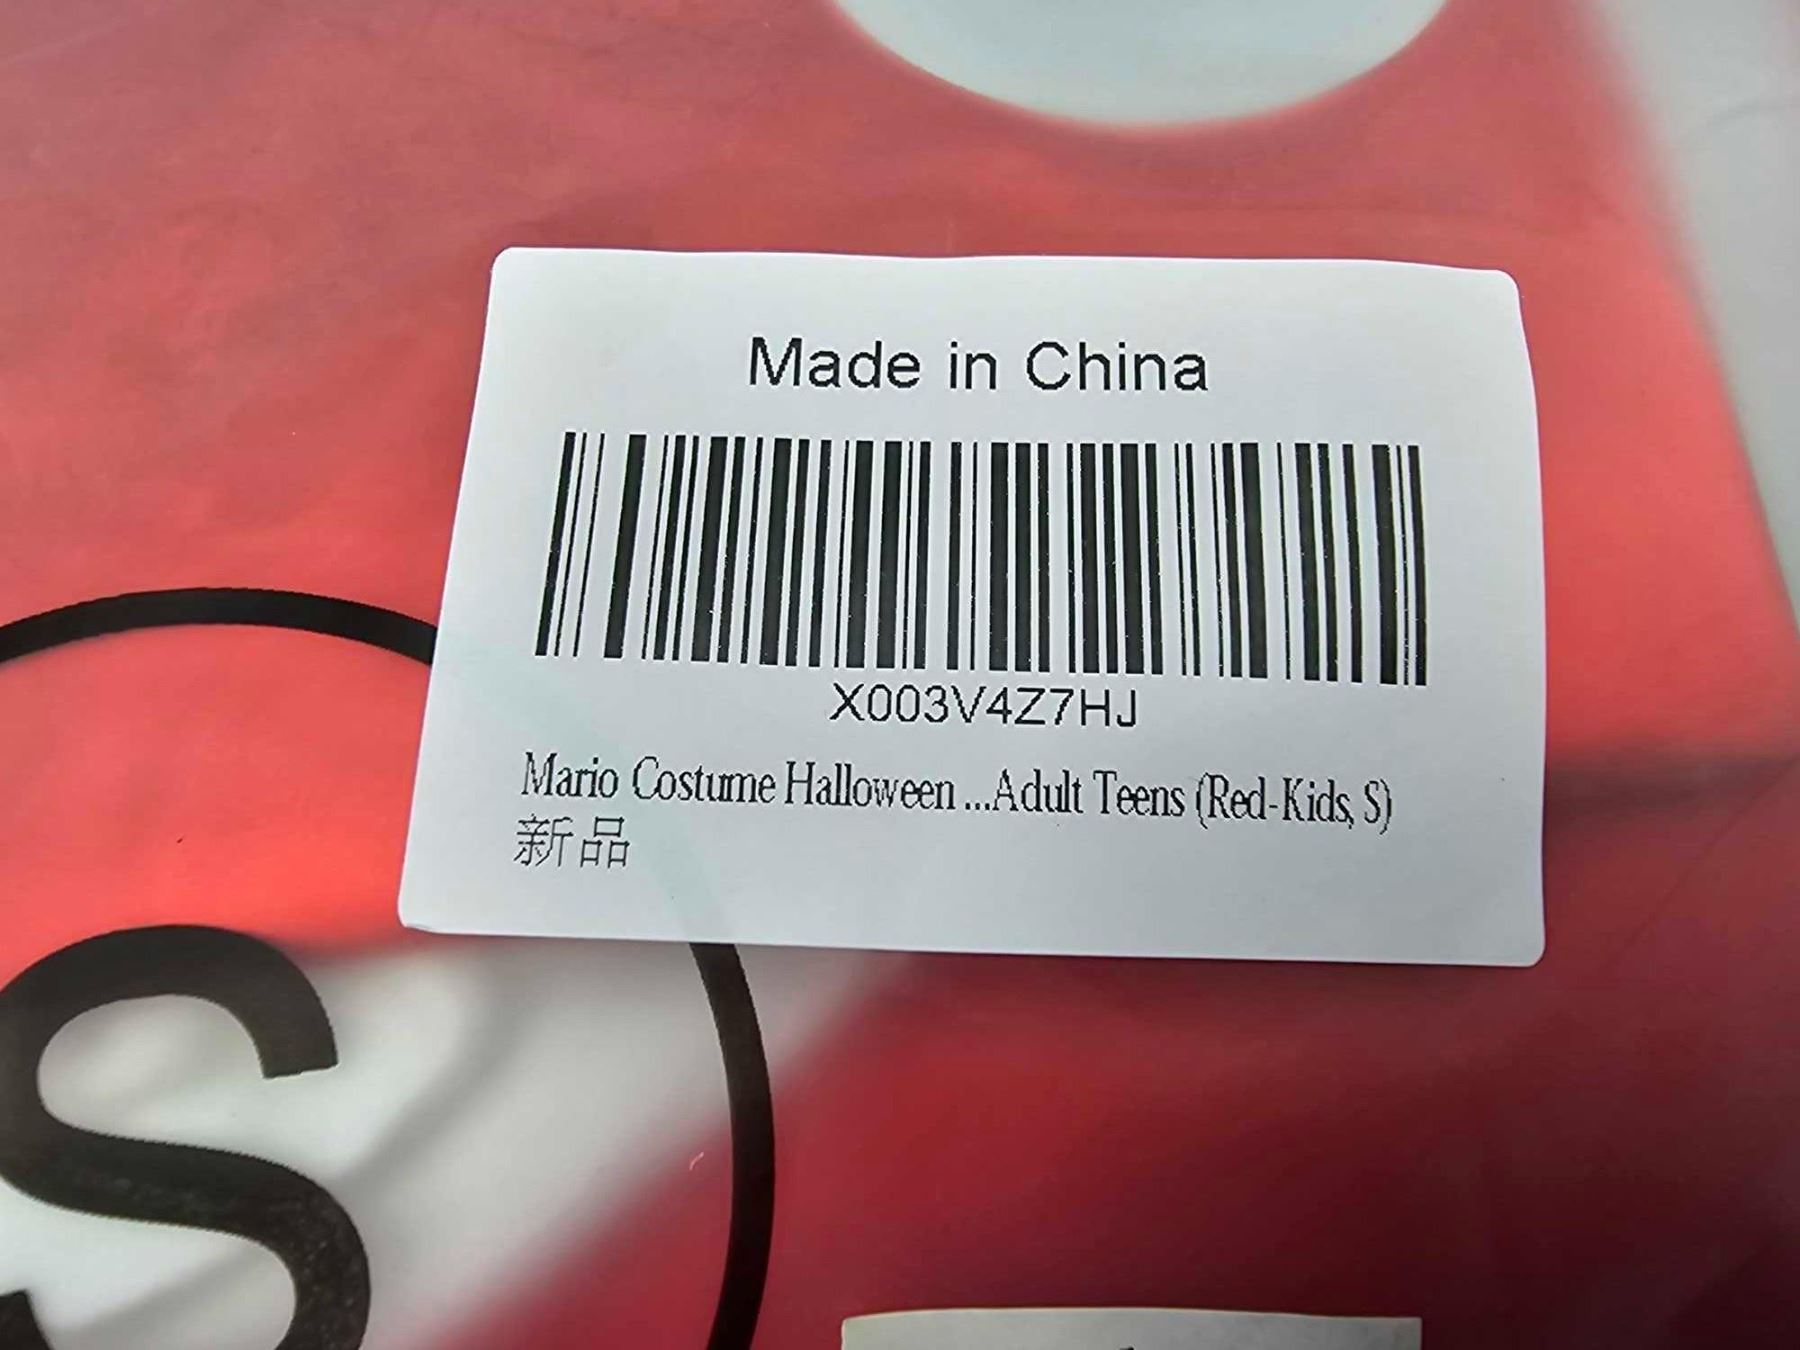 Made in China
X003V4Z7HJ
Mario Costume Halloween ...Adult Teens (Red-Kids, S)
新品
S